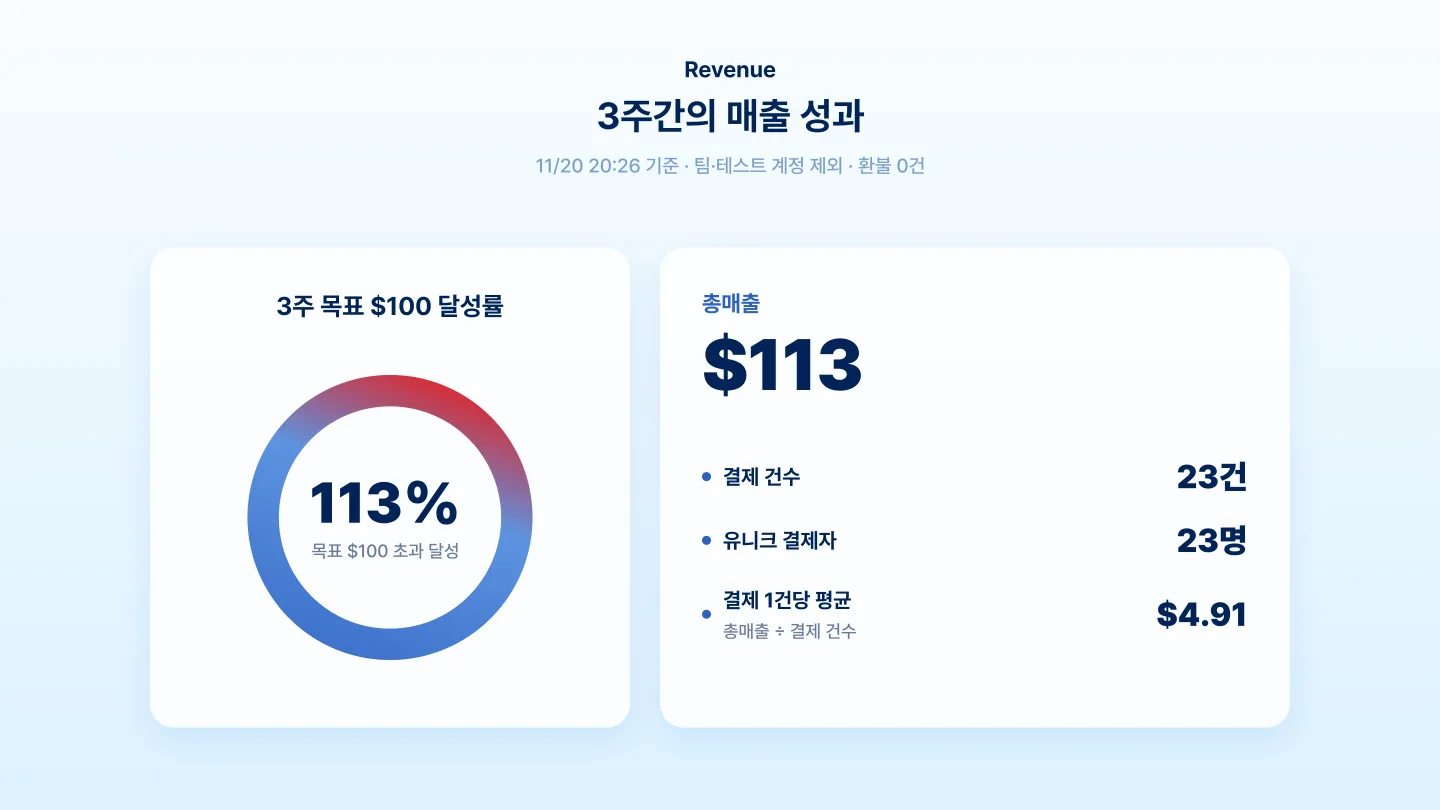 Revenue
3주간의 매출 성과
11/20 20:26 기준 · 팀·테스트 계정 제외 · 환불 0건
3주 목표 $100 달성률
113%
목표 $100 초과 달성
총매출
$113
결제 건수 23건
유니크 결제자 23명
결제 1건당 평균 $4.91
총매출 ÷ 결제 건수